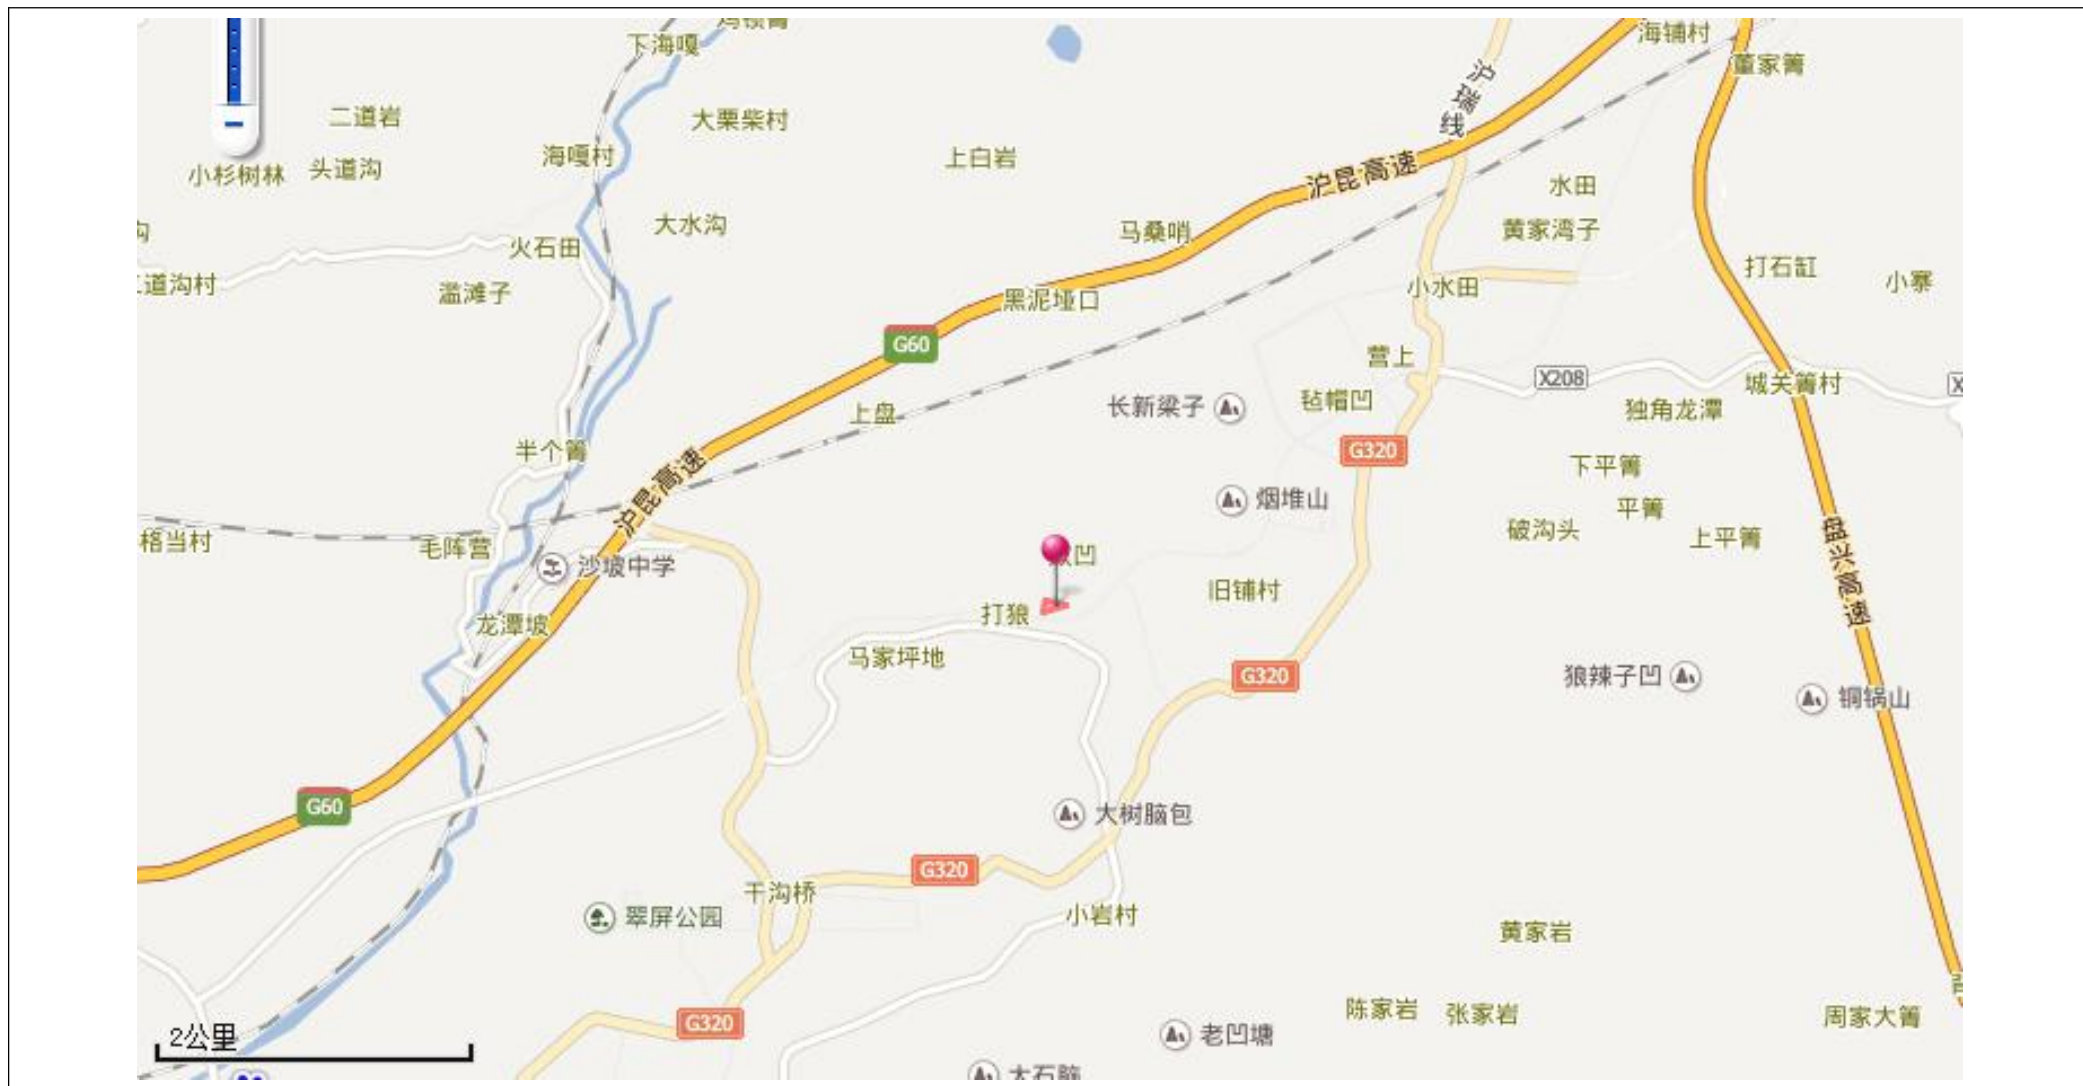 下海嘎
海铺村
董家箐
沪瑞线
二道岩
大栗柴村
海嘎村
上白岩
小杉树林
头道沟
沪昆高速
水田
大水沟
马桑哨
黄家湾子
沟
火石田
打石缸
道沟村
滥滩子
黑泥垭口
小水田
小寨
G60
营上
X208
城关箐村
X
上盘
长新梁子
毡帽凹
独角龙潭
半个箐
沪昆高速
G320
下平箐
烟堆山
平箐
格当村
毛阵营
破沟头
上平箐
沙坡中学
凹
旧铺村
盘兴高速
龙潭坡
打狼
马家坪地
G320
狼辣子凹
铜锅山
G60
大树脑包
G320
干沟桥
翠屏公园
小岩村
黄家岩
G320
陈家岩
张家岩
周家大箐
2公里
老凹塘
大石脑